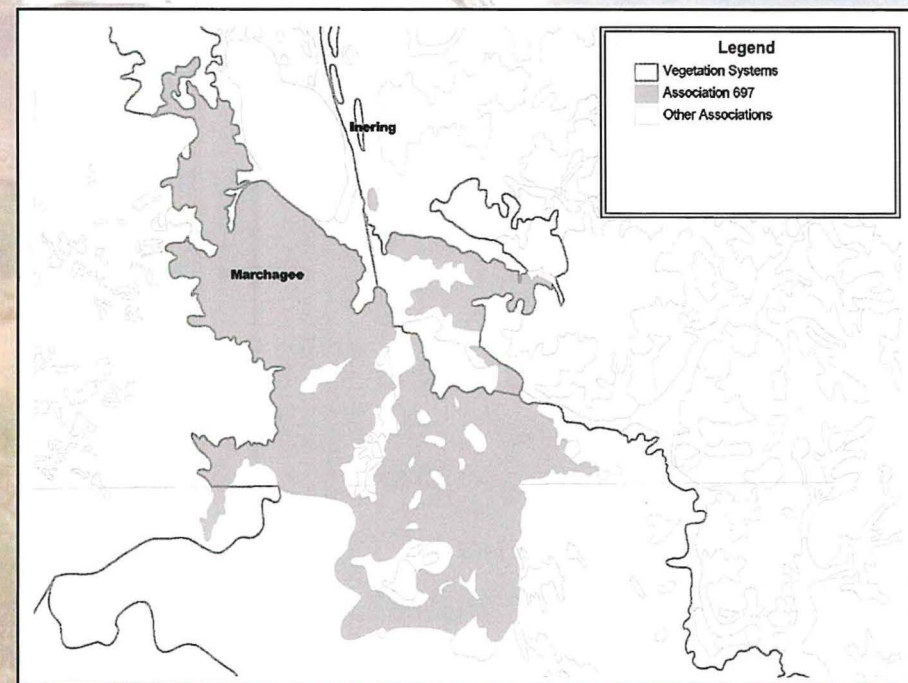 Legend
Vegetation Systems
Association 697
Other Associations
Inering
Marchagee